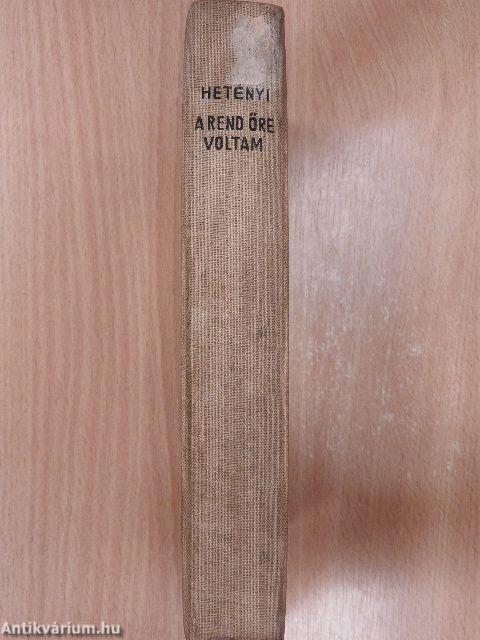 HETÉNYI
A REND ŐRE
VOLTAM
Antikvárium.hu